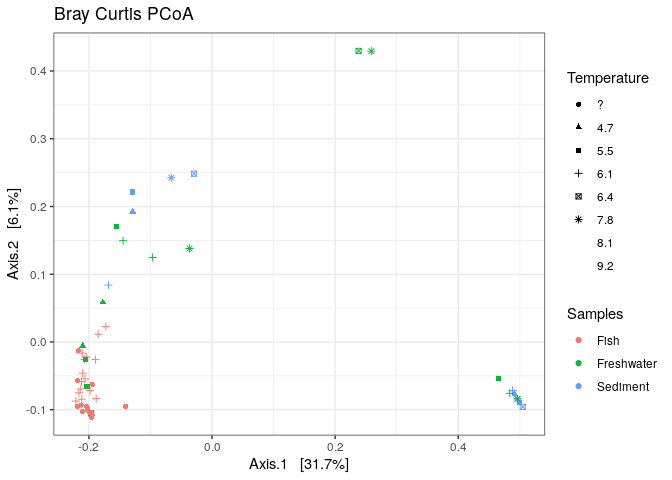 Bray Curtis PCoA
0.4
0.3
0.2
0.1
0.0
-0.1
-0.2
0.0
0.2
0.4
Axis.1 [31.7%]
Axis.2 [6.1%]
Temperature
?
4.7
5.5
6.1
6.4
7.8
8.1
9.2
Samples
Fish
Freshwater
Sediment